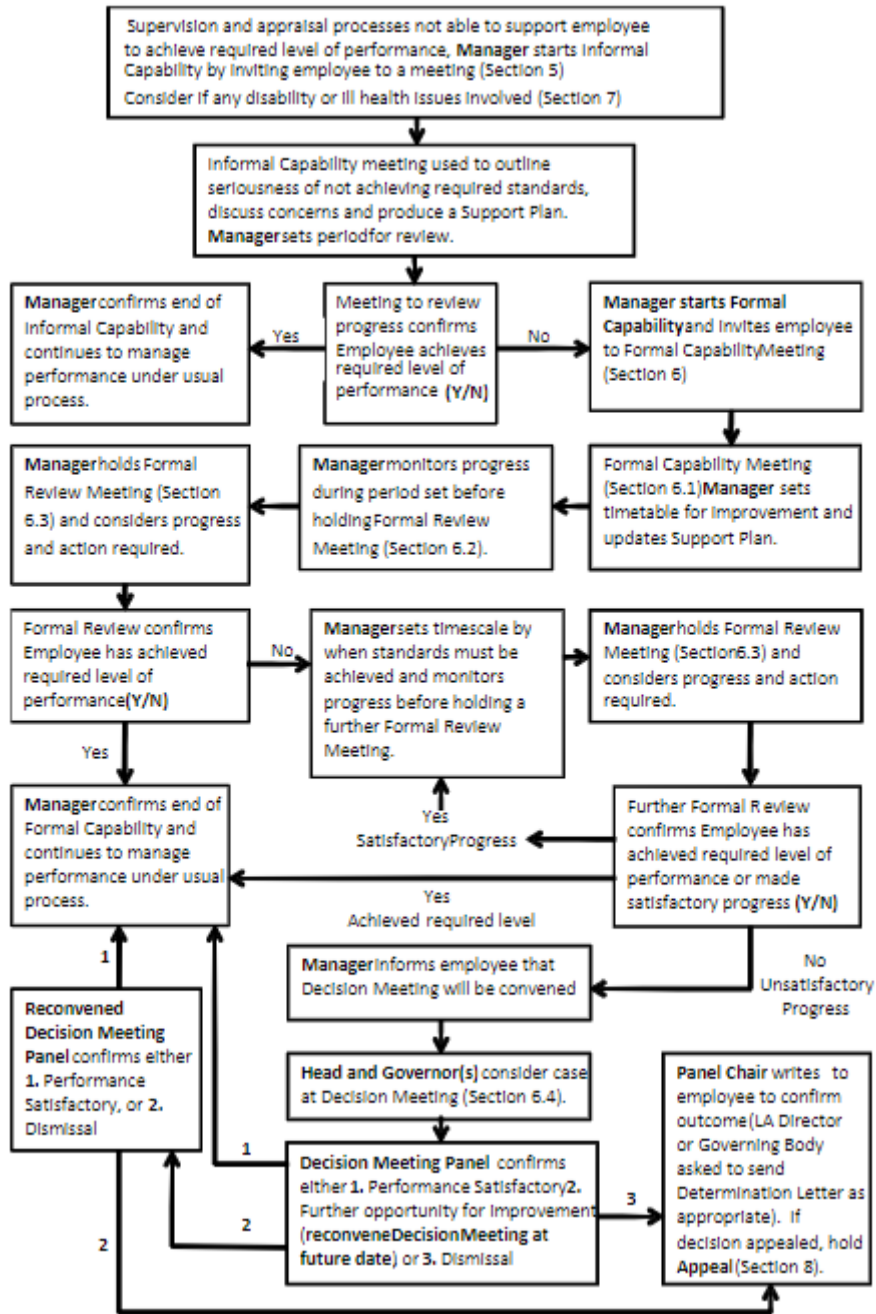 Supervision and appraisal processes not able to support employee
to achieve required level of performance, Manager starts Informal
Capability by inviting employee to a meeting (Section 5)
Consider if any disability or ill health issues involved (Section 7)
Informal Capability meeting used to outline
seriousness of not achieving required standards,
discuss concerns and produce a Support Plan.
Managersets periodfor review.
Managerconfirms end of
Informal Capability and
continues to manage
performance under usual
process.
Yes
Meeting to review
progress confirms
Employee achieves
required level of
performance (Y/N)
No
Manager starts Formal
Capabilityand invites employee
to Formal CapabilityMeeting
(Section 6)
Managerholds Formal
Review Meeting (Section
6.3) and considers progress
and action required.
Managermonitors progress
during period set before
holdingFormal Review
Meeting (Section 6.2).
Formal Capability Meeting
(Section 6.1)Manager sets
timetable for improvement and
updates Support Plan.
Formal Review confirms
Employee has achieved
required level of
performance(Y/N)
No
Managersets timescale by
when standards must be
achieved and monitors
progress before holding a
further Formal Review
Meeting.
Managerholds Formal Review
Meeting (Section6.3) and
considers progress and action
required.
Yes
Managerconfirms end of
Formal Capability and
continues to manage
performance under usual
process.
Yes
SatisfactoryProgress
Further Formal Review
confirms Employee has
achieved required level of
performance or made
satisfactory progress (Y/N)
Yes
Achieved required level
No
Unsatisfactory
Progress
Managerinforms employee that
Decision Meeting will be convened
1
Reconvened
Decision Meeting
Panel confirms either
1. Performance
Satisfactory, or 2.
Dismissal
Head and Governor(s) consider case
at Decision Meeting (Section 6.4).
1
Decision Meeting Panel confirms
either 1. Performance Satisfactory2.
Further opportunity for improvement
(reconveneDecisionMeeting at
future date) or 3. Dismissal
2
3
Panel Chair writes to
employee to confirm
outcome(LA Director
or Governing Body
asked to send
Determination Letter as
appropriate). If
decision appealed, hold
Appeal(Section 8).
2